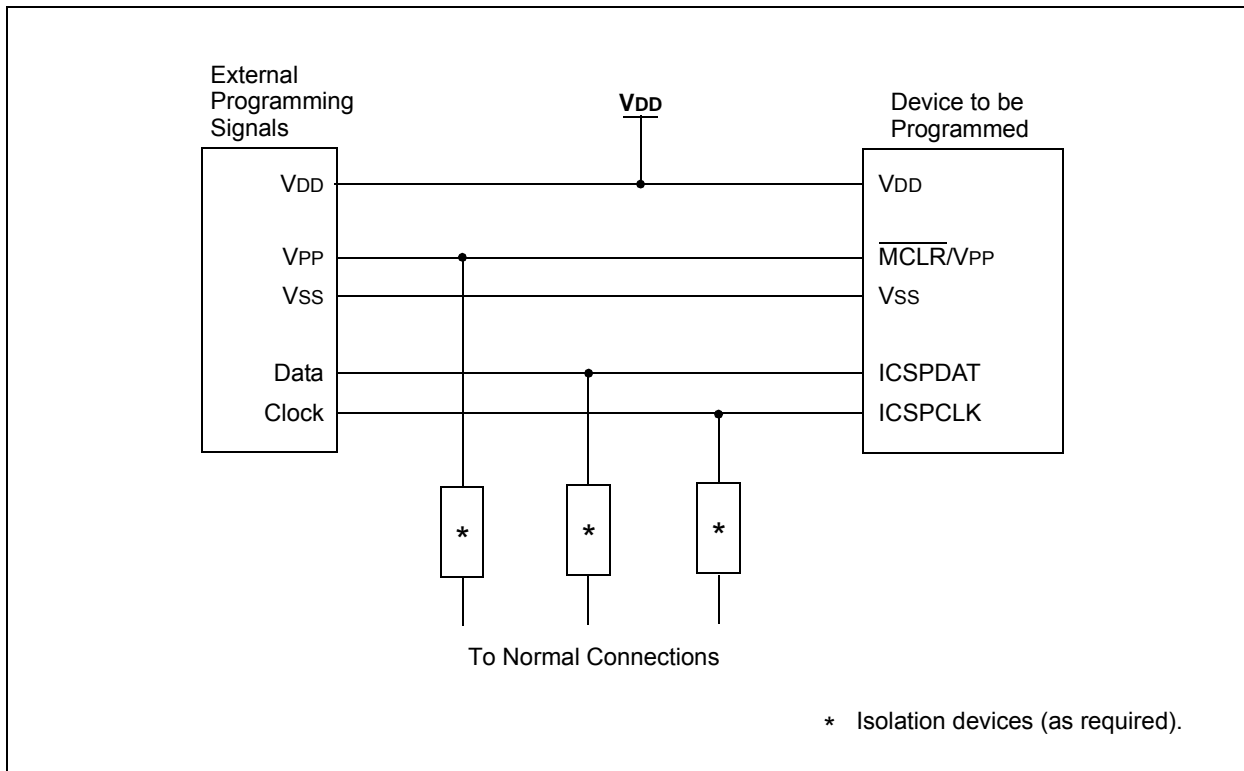 External
Programming
Signals
VDD
Device to be
Programmed
VDD
VDD
VPP
MCLR/VPP
VSS
VSS
Data
ICSPDAT
Clock
ICSPCLK
*
*
*
To Normal Connections
* Isolation devices (as required).